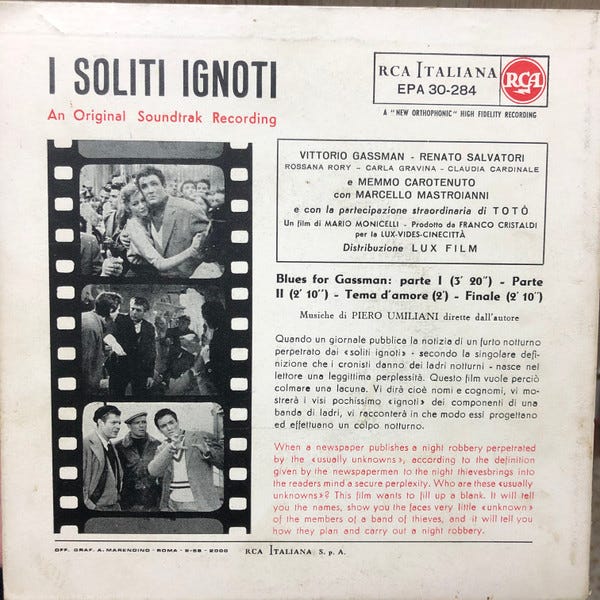 I SOLITI IGNOTI
An Original Soundtrak Recording
RCA ITALIANA
EPA 30-284
RCA
A "NEW ORTHOPHONIC" HIGH FIDELITY RECORDING
VITTORIO GASSMAN - RENATO SALVATORI
ROSSANA RORY - CARLA GRAVINA - CLAUDIA CARDINALE
e MEMMO CAROTENUTO
con MARCELLO MASTROIANNI
e con la partecipazione straordinaria di TOTÒ
Un film di MARIO MONICELLI - Prodotto da FRANCO CRISTALDI
per la LUX-VIDES-CINECITTÀ
Distribuzione LUX FILM
Blues for Gassman: parte I (3' 20") - Parte
II (2' 10") - Tema d'amore (2') - Finale (2' 10")
Musiche di PIERO UMILIANI dirette dall'autore
Quando un giornale pubblica la notizia di un furto notturno
perpetrato dai «soliti ignoti» - secondo la singolare defi-
nizione che i cronisti danno dei ladri notturni - nasce nel
lettore una leggittima perplessità. Questo film vuole perciò
colmare una lacuna. Vi dirà cioè nomi e cognomi, vi mo-
strerà i visi pochissimo «ignoti» dei componenti di una
banda di ladri, vi racconterà in che modo essi progettano
ed effettuano un colpo notturno.
When a newspaper publishes a night robbery perpetrated
by the «usually unknowns», according to the definition
given by the newspapermen to the night thievesbrings into
the readers mind a secure perplexity. Who are these «usually
unknowns»? This film wants to fill up a blank. It will tell
you the names, show you the faces very little «unknown»
of the members of a band of thieves, and it will tell you
how they plan and carry out a night robbery.
OFF. GRAF. A. MARENDINO - ROMA - 9-58 - 2000
RCA ITALIANA S. p. A.